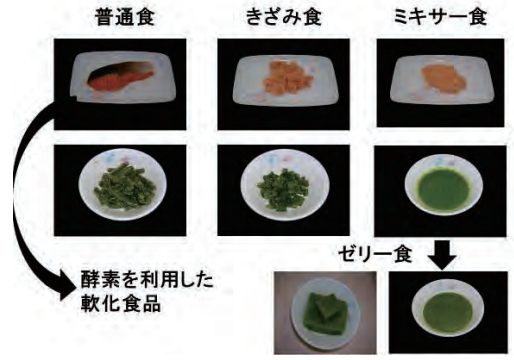 普通食
きざみ食
ミキサー食
ゼリー食
酵素を利用した
軟化食品